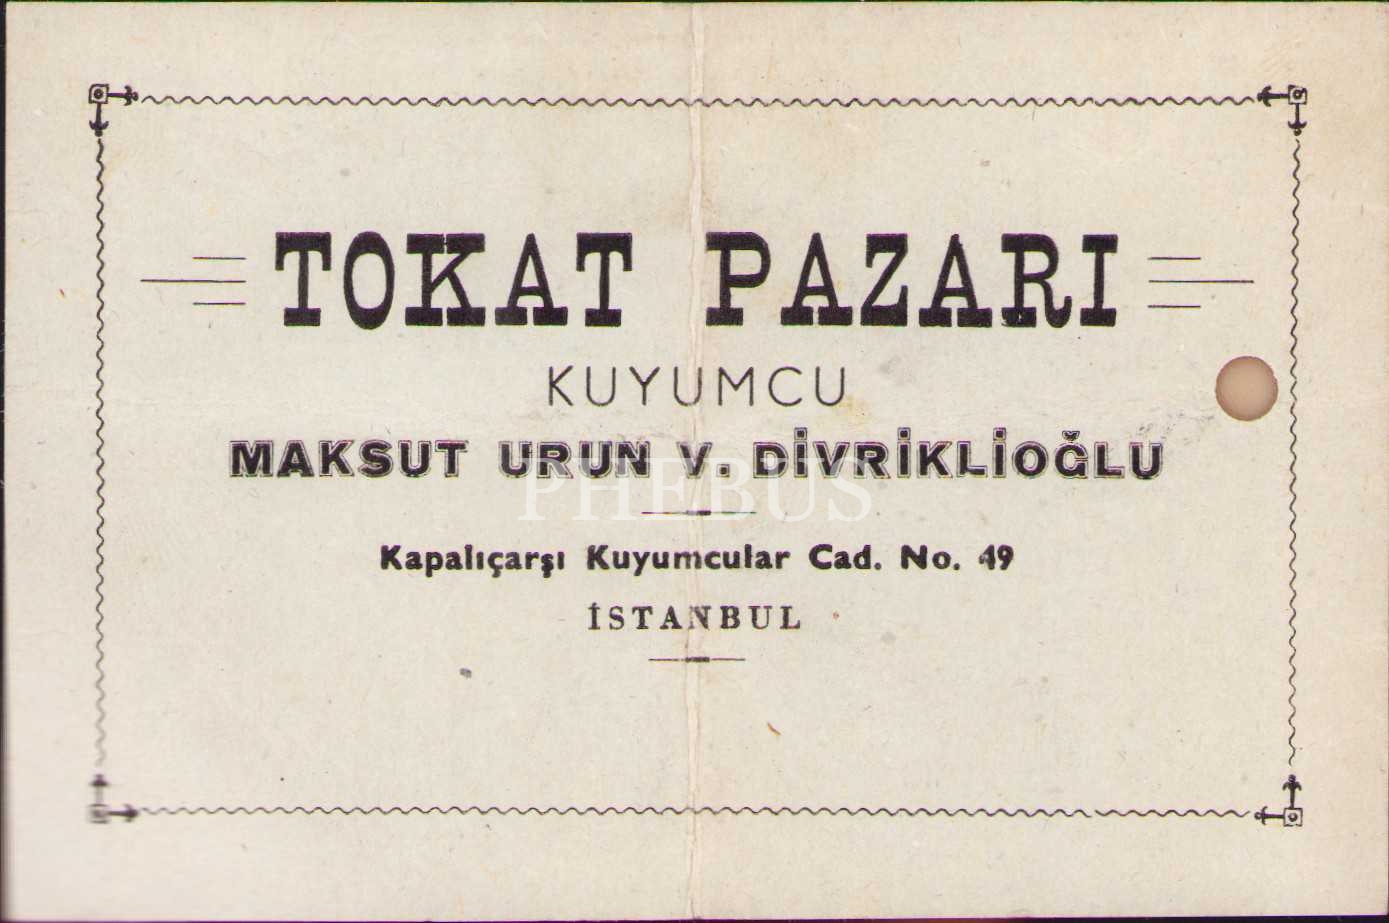 TOKAT PAZARI
KUYUMCU
MAKSUT URUN V. DİVRİKLİOĞLU
PHEBUS
Kapalıçarşı Kuyumcular Cad. No. 49
İSTANBUL